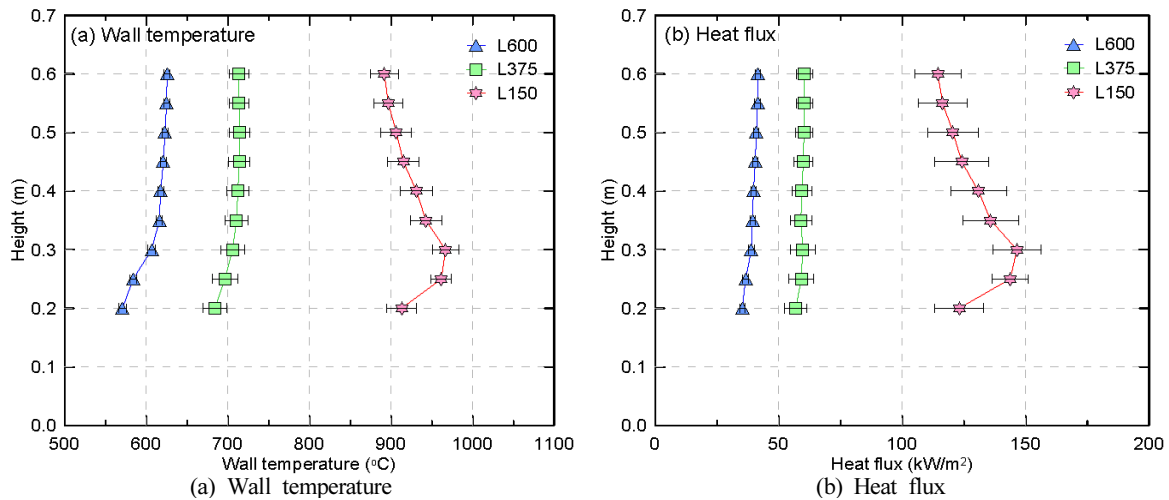 (a) Wall temperature
L600
L375
L150
0.7
0.6
0.5
0.4
0.3
0.2
0.1
0.0
Height (m)
500 600 700 800 900 1000 1100
Wall temperature (°C)
(a) Wall temperature
(b) Heat flux
L600
L375
L150
0.7
0.6
0.5
0.4
0.3
0.2
0.1
0.0
Height (m)
0 50 100 150 200
Heat flux (kW/m²)
(b) Heat flux